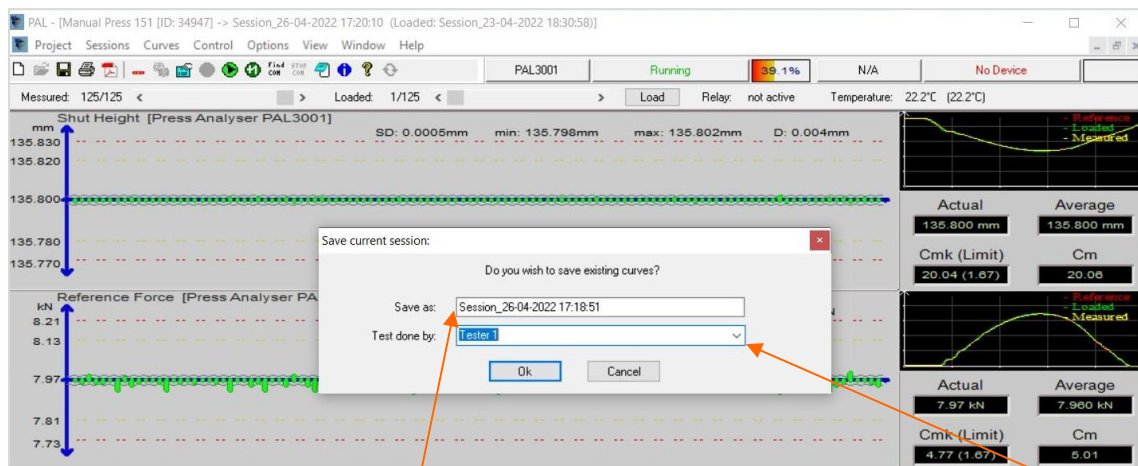 PAL - [Manual Press 151 [ID: 34947] -> Session_26-04-2022 17:20:10 (Loaded: Session_23-04-2022 18:30:58)]
Project Sessions Curves Control Options View Window Help
Find COM STOP COM PAL3001 Running 39.1% N/A No Device
Messured: 125/125 < > Loaded: 1/125 < > Load Relay: not active Temperature: 22.2°C (22.2°C)
Shut Height [Press Analyser PAL3001]
mm
SD: 0.0005mm min: 135.798mm max: 135.802mm D: 0.004mm
135.830
135.820
135.800
135.780
135.770
- Reference
- Loaded
- Measured
Actual Average
135.800 mm 135.800 mm
Cmk (Limit) Cm
20.04 (1.67) 20.06
Save current session:
Do you wish to save existing curves?
Save as: Session_26-04-2022 17:18:51
Test done by: Tester 1
Ok Cancel
Reference Force [Press Analyser PA
kN
8.21
8.13
7.97
7.81
7.73
- Reference
- Loaded
- Measured
Actual Average
7.97 kN 7.960 kN
Cmk (Limit) Cm
4.77 (1.67) 5.01